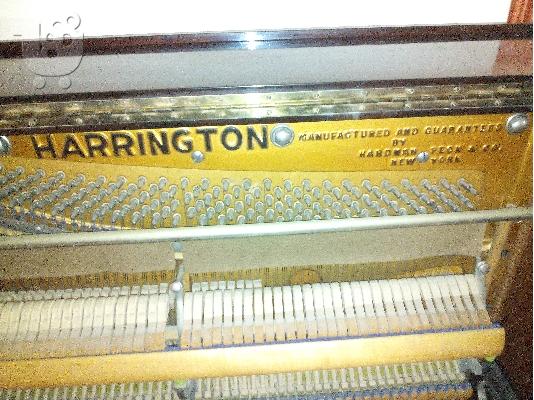 HARRINGTON
MANUFACTURED AND GUARANTEED
BY
HARDMAN, PECK & CO.
NEW YORK